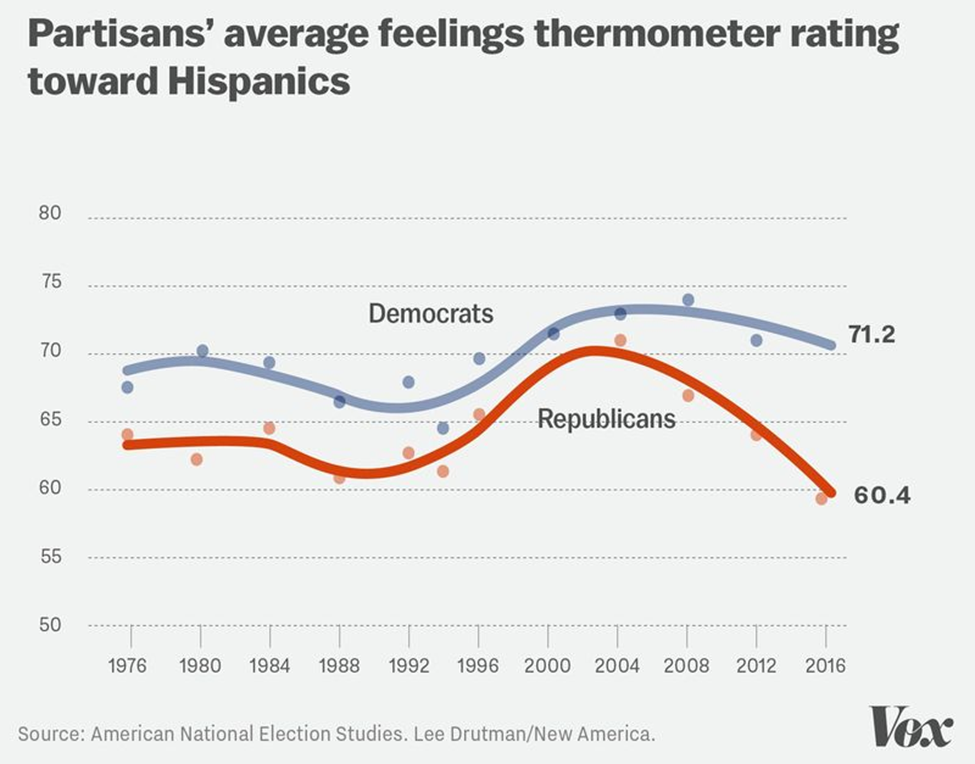 Partisans’ average feelings thermometer rating
toward Hispanics
80
75
Democrats
71.2
70
65
Republicans
60
60.4
55
50
1976 1980 1984 1988 1992 1996 2000 2004 2008 2012 2016
Source: American National Election Studies. Lee Drutman/New America.
Vox